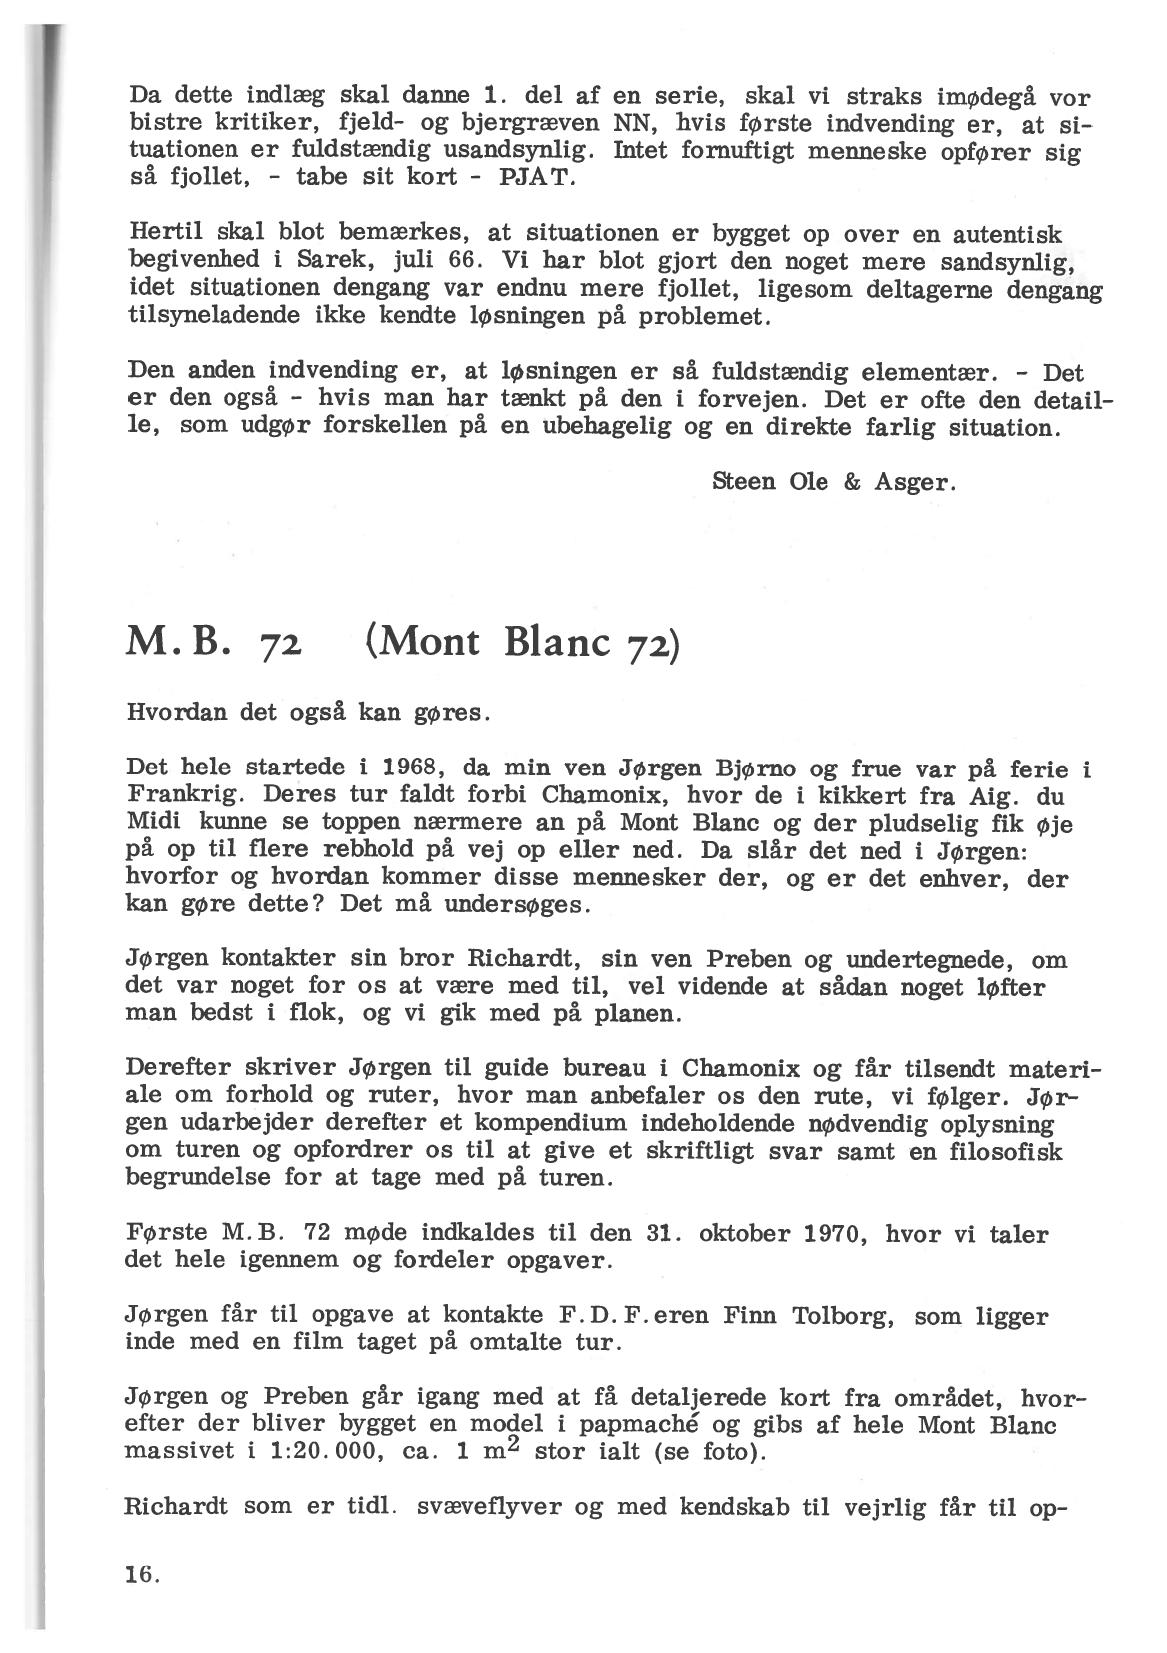 Da dette indlæg skal danne 1. del af en serie, skal vi straks imødegå vor
bistre kritiker, fjeld- og bjergræven NN, hvis første indvending er, at si-
tuationen er fuldstændig usandsynlig. Intet fornuftigt menneske opfører sig
så fjollet, - tabe sit kort - PJAT.
Hertil skal blot bemærkes, at situationen er bygget op over en autentisk
begivenhed i Sarek, juli 66. Vi har blot gjort den noget mere sandsynlig,
idet situationen dengang var endnu mere fjollet, ligesom deltagerne dengang
tilsyneladende ikke kendte løsningen på problemet.
Den anden indvending er, at løsningen er så fuldstændig elementær. - Det
er den også - hvis man har tænkt på den i forvejen. Det er ofte den detail-
le, som udgør forskellen på en ubehagelig og en direkte farlig situation.
Steen Ole & Asger.
M. B. 72 (Mont Blanc 72)
Hvordan det også kan gøres.
Det hele startede i 1968, da min ven Jørgen Bjørno og frue var på ferie i
Frankrig. Deres tur faldt forbi Chamonix, hvor de i kikkert fra Aig. du
Midi kunne se toppen nærmere an på Mont Blanc og der pludselig fik øje
på op til flere rebhold på vej op eller ned. Da slår det ned i Jørgen:
hvorfor og hvordan kommer disse mennesker der, og er det enhver, der
kan gøre dette? Det må undersøges.
Jørgen kontakter sin bror Richardt, sin ven Preben og undertegnede, om
det var noget for os at være med til, vel vidende at sådan noget løfter
man bedst i flok, og vi gik med på planen.
Derefter skriver Jørgen til guide bureau i Chamonix og får tilsendt materi-
ale om forhold og ruter, hvor man anbefaler os den rute, vi følger. Jør-
gen udarbejder derefter et kompendium indeholdende nødvendig oplysning
om turen og opfordrer os til at give et skriftligt svar samt en filosofisk
begrundelse for at tage med på turen.
Første M. B. 72 møde indkaldes til den 31. oktober 1970, hvor vi taler
det hele igennem og fordeler opgaver.
Jørgen får til opgave at kontakte F. D. F. eren Finn Tolborg, som ligger
inde med en film taget på omtalte tur.
Jørgen og Preben går igang med at få detaljerede kort fra området, hvor-
efter der bliver bygget en model i papmaché og gibs af hele Mont Blanc
massivet i 1:20.000, ca. 1 m² stor ialt (se foto).
Richardt som er tidl. svæveflyver og med kendskab til vejrlig får til op-
16.